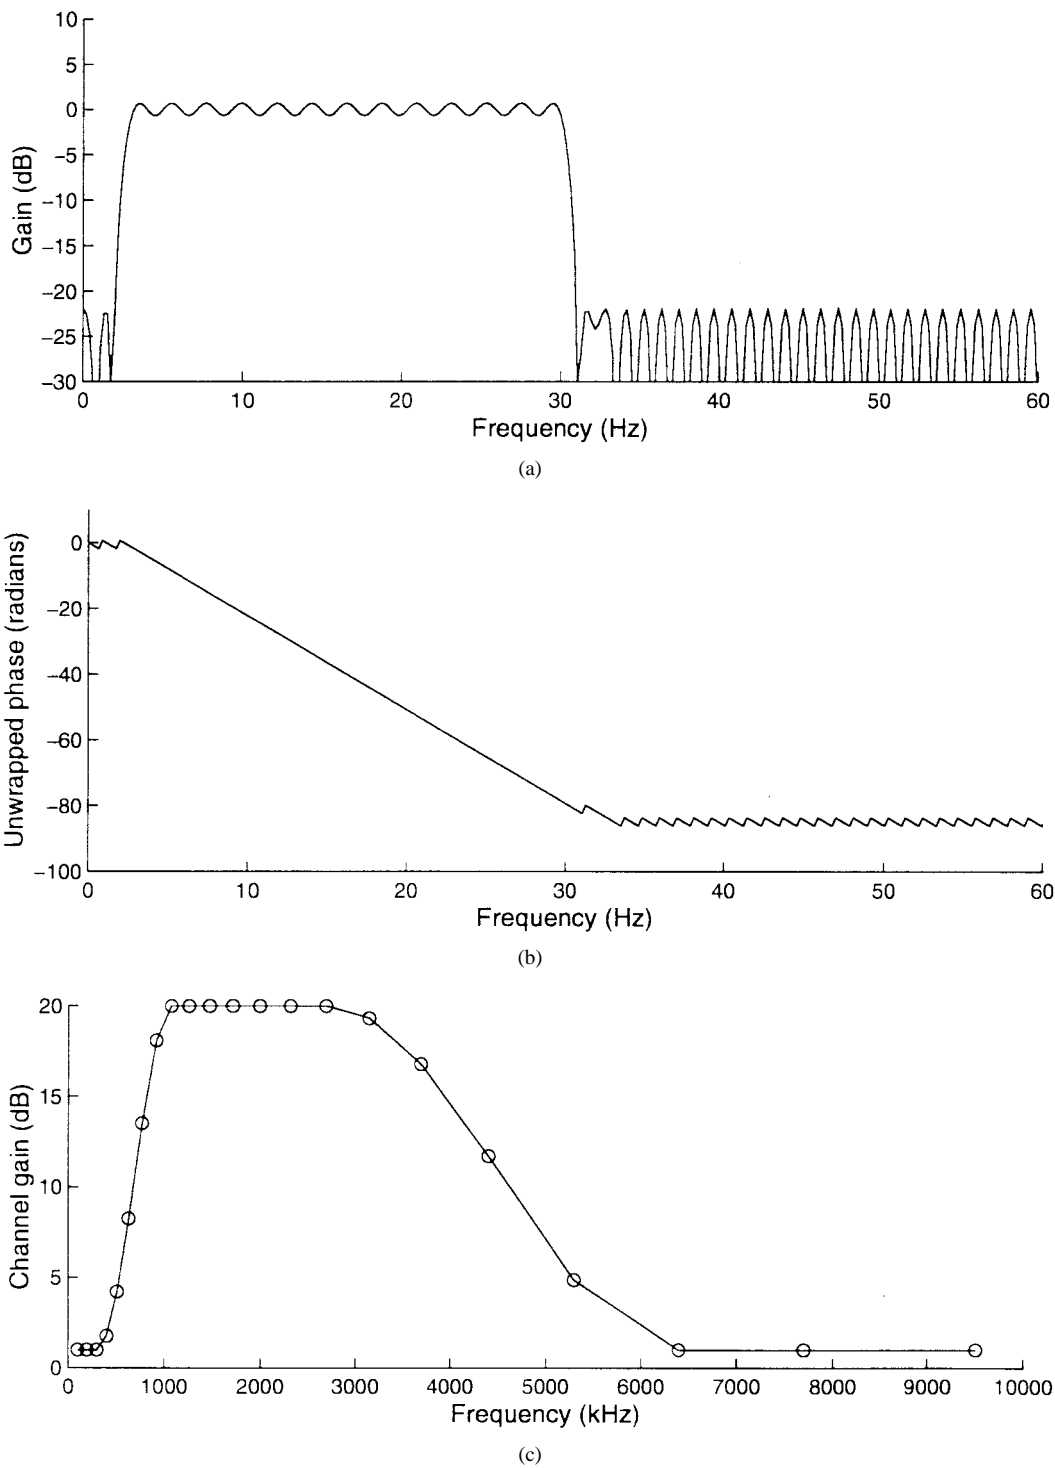 10
5
0
−5
−10
−15
−20
−25
−30
Gain (dB)
0 10 20 30 40 50 60
Frequency (Hz)
(a)
0
−20
−40
−60
−80
−100
Unwrapped phase (radians)
0 10 20 30 40 50 60
Frequency (Hz)
(b)
20
15
10
5
0
Channel gain (dB)
0 1000 2000 3000 4000 5000 6000 7000 8000 9000 10000
Frequency (kHz)
(c)